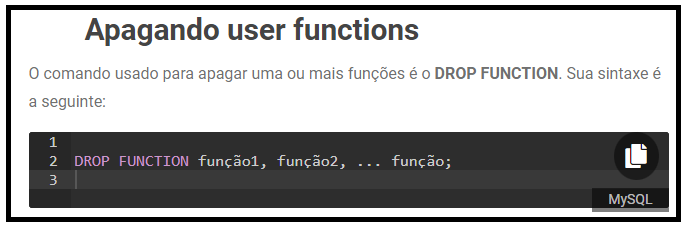 Apagando user functions
O comando usado para apagar uma ou mais funções é o DROP FUNCTION. Sua sintaxe é
a seguinte:
1
2 DROP FUNCTION função1, função2, ... função;
3
MySQL